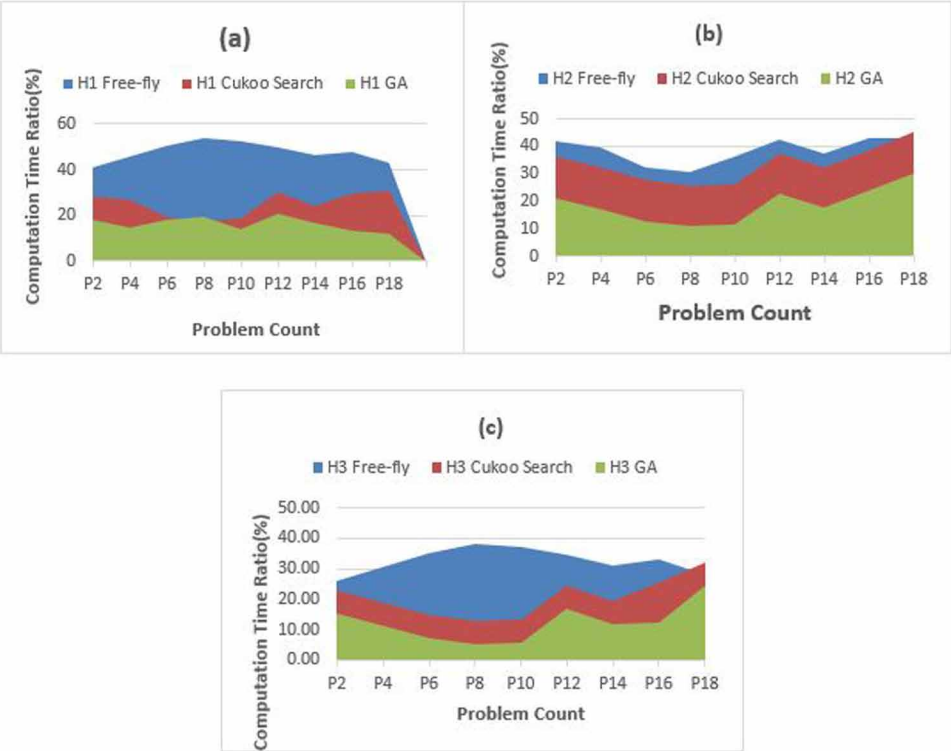 (a)
H1 Free-fly H1 Cukoo Search H1 GA
Computation Time Ratio(%)
60
40
20
0
P2 P4 P6 P8 P10 P12 P14 P16 P18
Problem Count
(b)
H2 Free-fly H2 Cukoo Search H2 GA
Computation Time Ratio(%)
50
40
30
20
10
0
P2 P4 P6 P8 P10 P12 P14 P16 P18
Problem Count
(c)
H3 Free-fly H3 Cukoo Search H3 GA
Computation Time Ratio(%)
50.00
40.00
30.00
20.00
10.00
0.00
P2 P4 P6 P8 P10 P12 P14 P16 P18
Problem Count